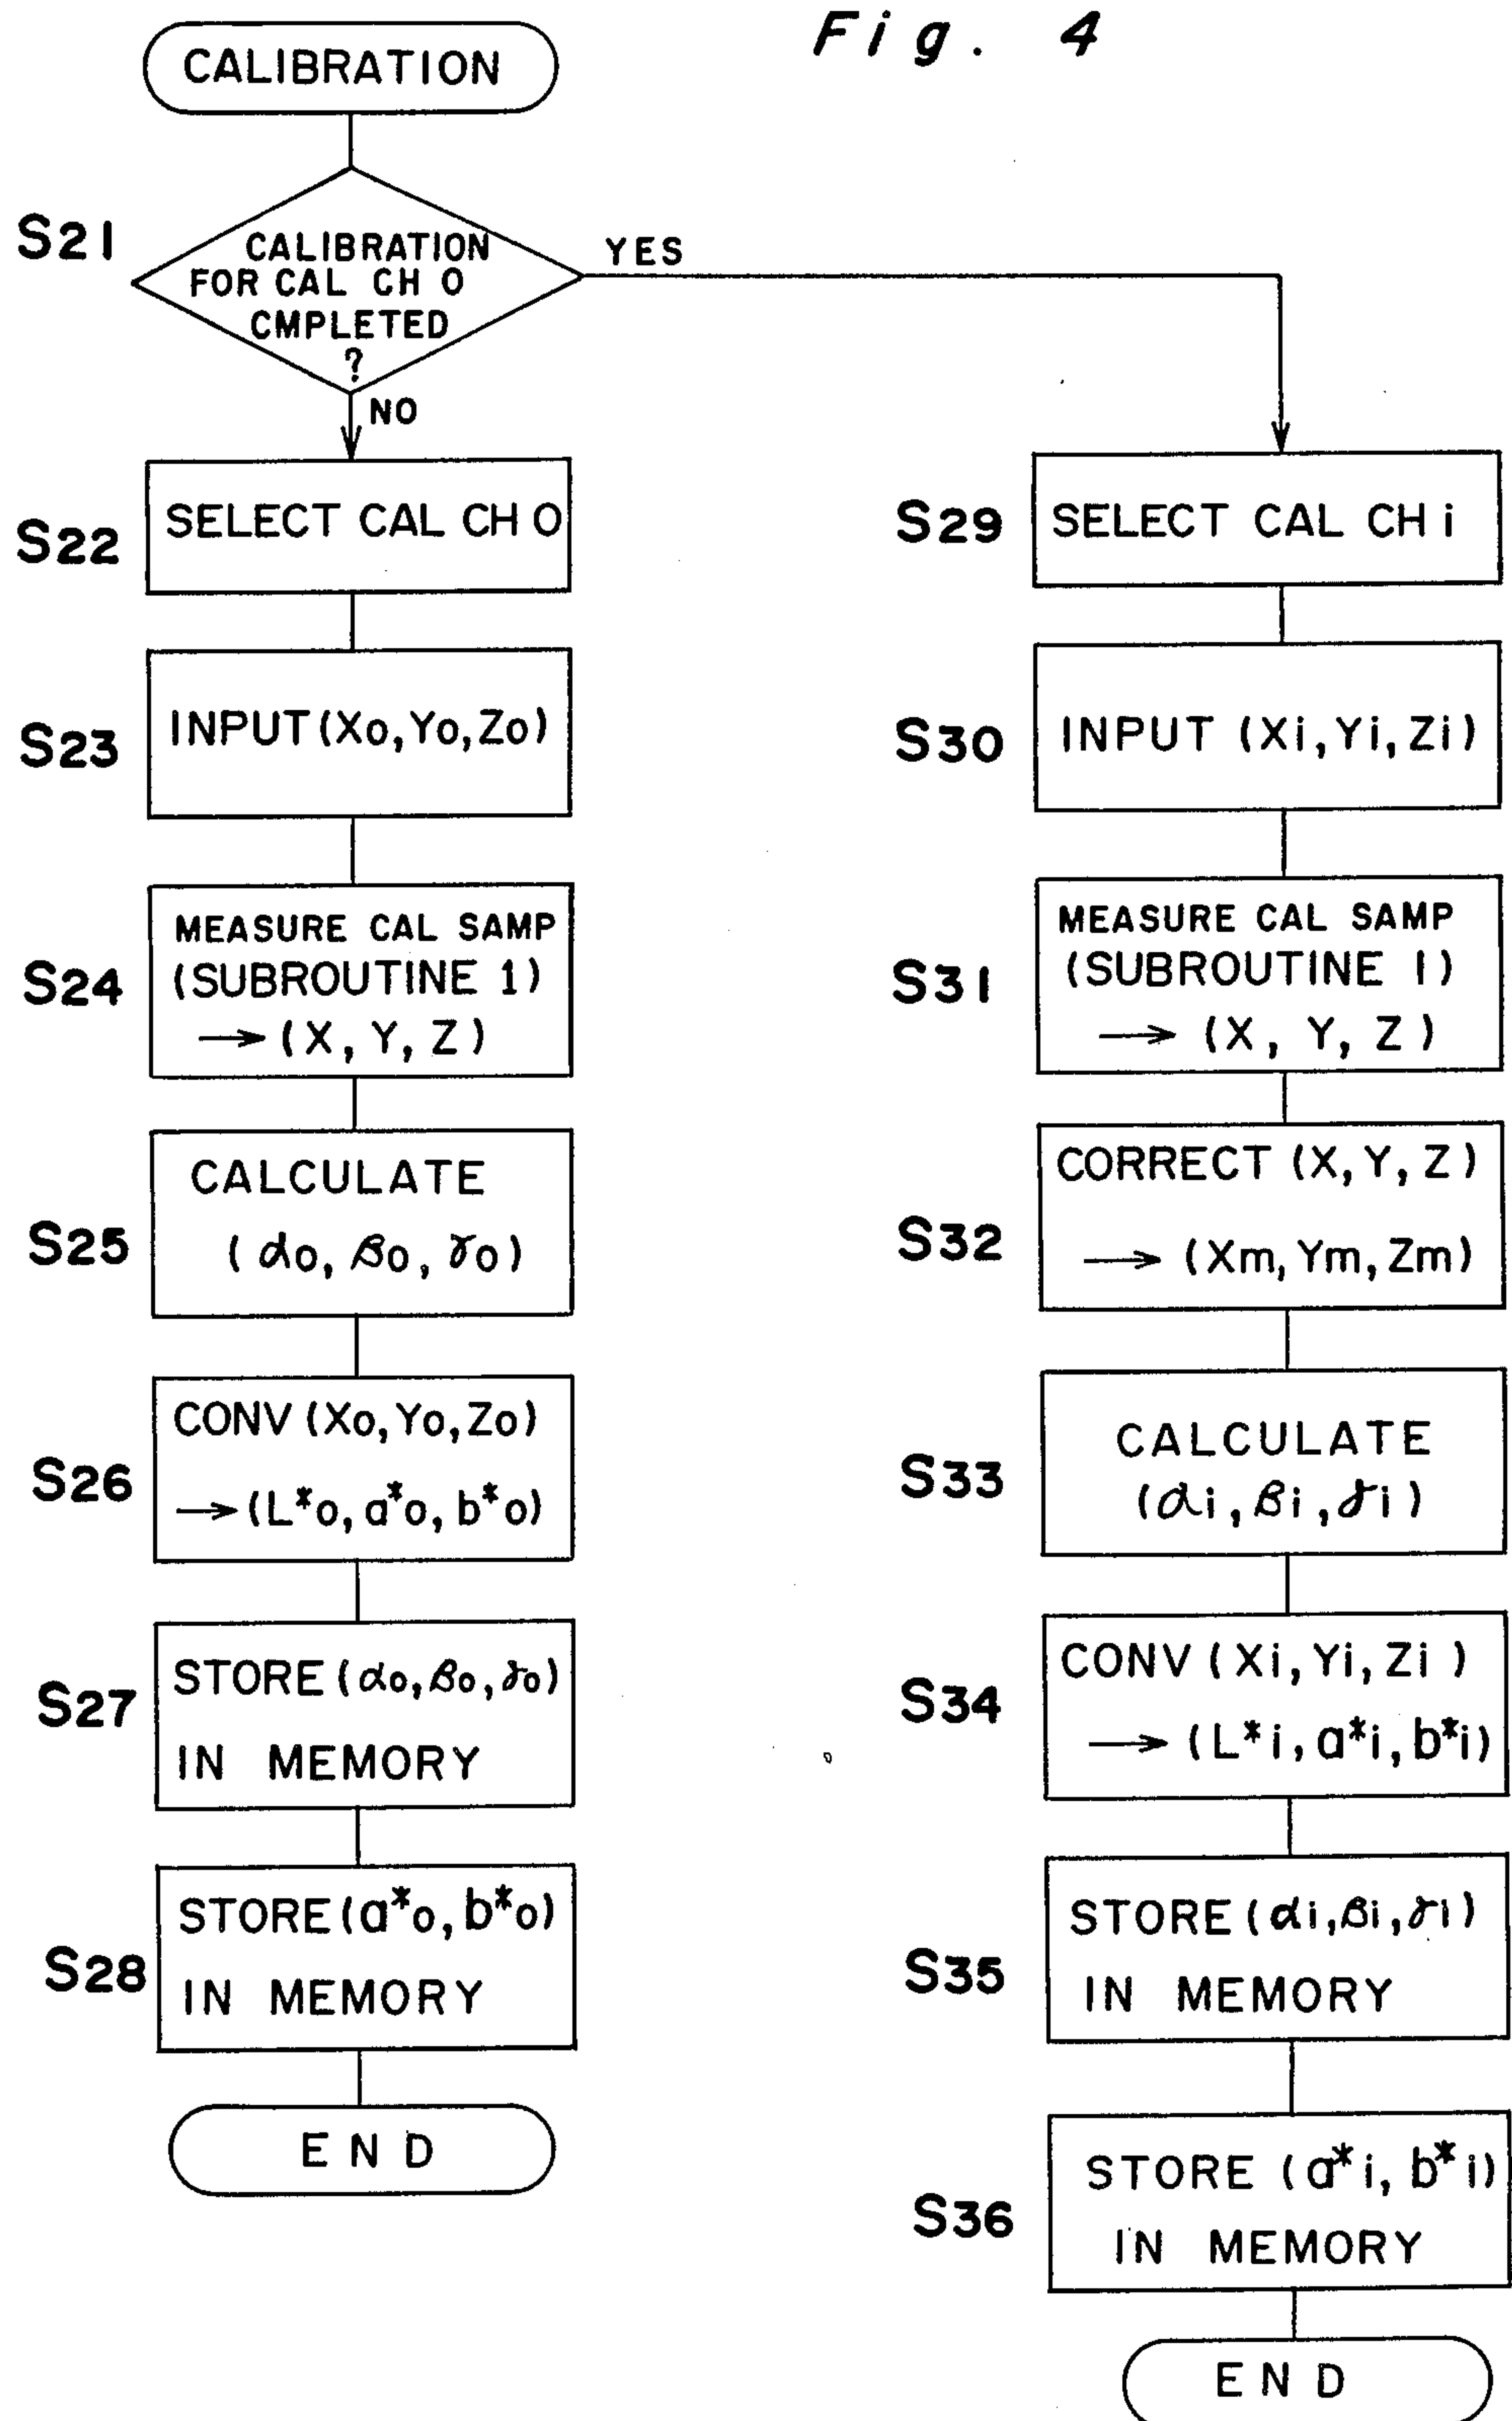 Fig. 4
CALIBRATION
S21
CALIBRATION
FOR CAL CH 0
CMPLETED
?
YES
NO
S22
SELECT CAL CH 0
S23
INPUT (Xo, Yo, Zo)
S24
MEASURE CAL SAMP
(SUBROUTINE 1)
→ (X, Y, Z)
S25
CALCULATE
(αo, βo, γo)
S26
CONV (Xo, Yo, Zo)
→ (L*o, a*o, b*o)
S27
STORE (αo, βo, γo)
IN MEMORY
S28
STORE (a*o, b*o)
IN MEMORY
END
S29
SELECT CAL CH i
S30
INPUT (Xi, Yi, Zi)
S31
MEASURE CAL SAMP
(SUBROUTINE 1)
→ (X, Y, Z)
S32
CORRECT (X, Y, Z)
→ (Xm, Ym, Zm)
S33
CALCULATE
(αi, βi, γi)
S34
CONV (Xi, Yi, Zi)
→ (L*i, a*i, b*i)
S35
STORE (αi, βi, γi)
IN MEMORY
S36
STORE (a*i, b*i)
IN MEMORY
END